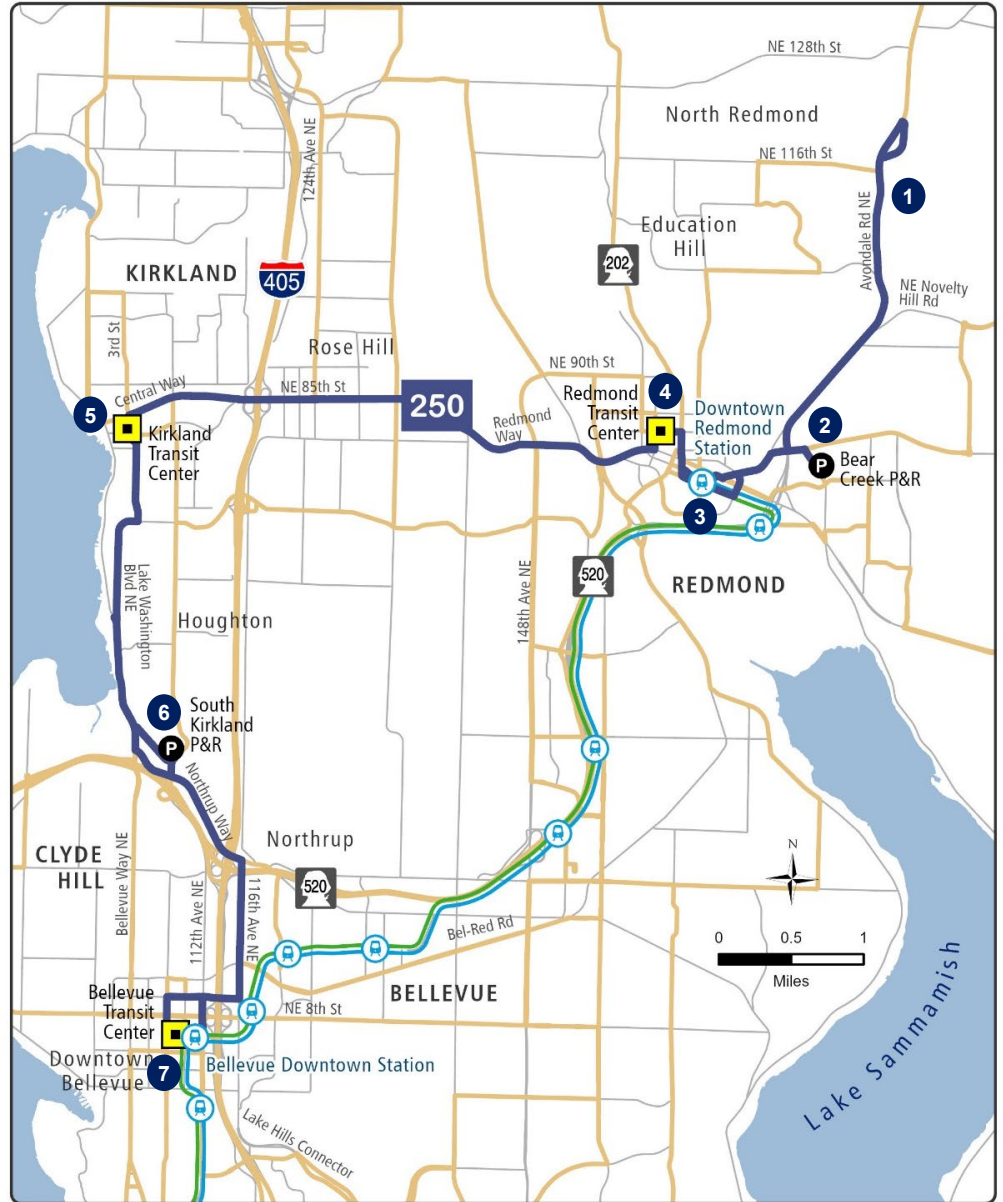 NE 128th St
North Redmond
NE 116th St
124th Ave NE
1
Avondale Rd NE
Education
Hill
202
KIRKLAND
405
NE Novelty
Hill Rd
3rd St
Rose Hill
NE 90th St
Central Way
NE 85th St
250
Redmond
Way
Redmond
Transit
Center
4
Downtown
Redmond
Station
2
5
Kirkland
Transit
Center
P
Bear
Creek P&R
3
520
REDMOND
148th Ave NE
Lake Washington
Blvd NE
Houghton
6
South
Kirkland
P&R
P
Northrup Way
Northrup
CLYDE
HILL
Bellevue Way NE
N
520
112th Ave NE
116th Ave NE
Bel-Red Rd
0 0.5 1
Miles
Bellevue
Transit
Center
BELLEVUE
NE 8th St
Downtown
Bellevue
7
Bellevue Downtown Station
Lake Hills Connector
Lake Sammamish